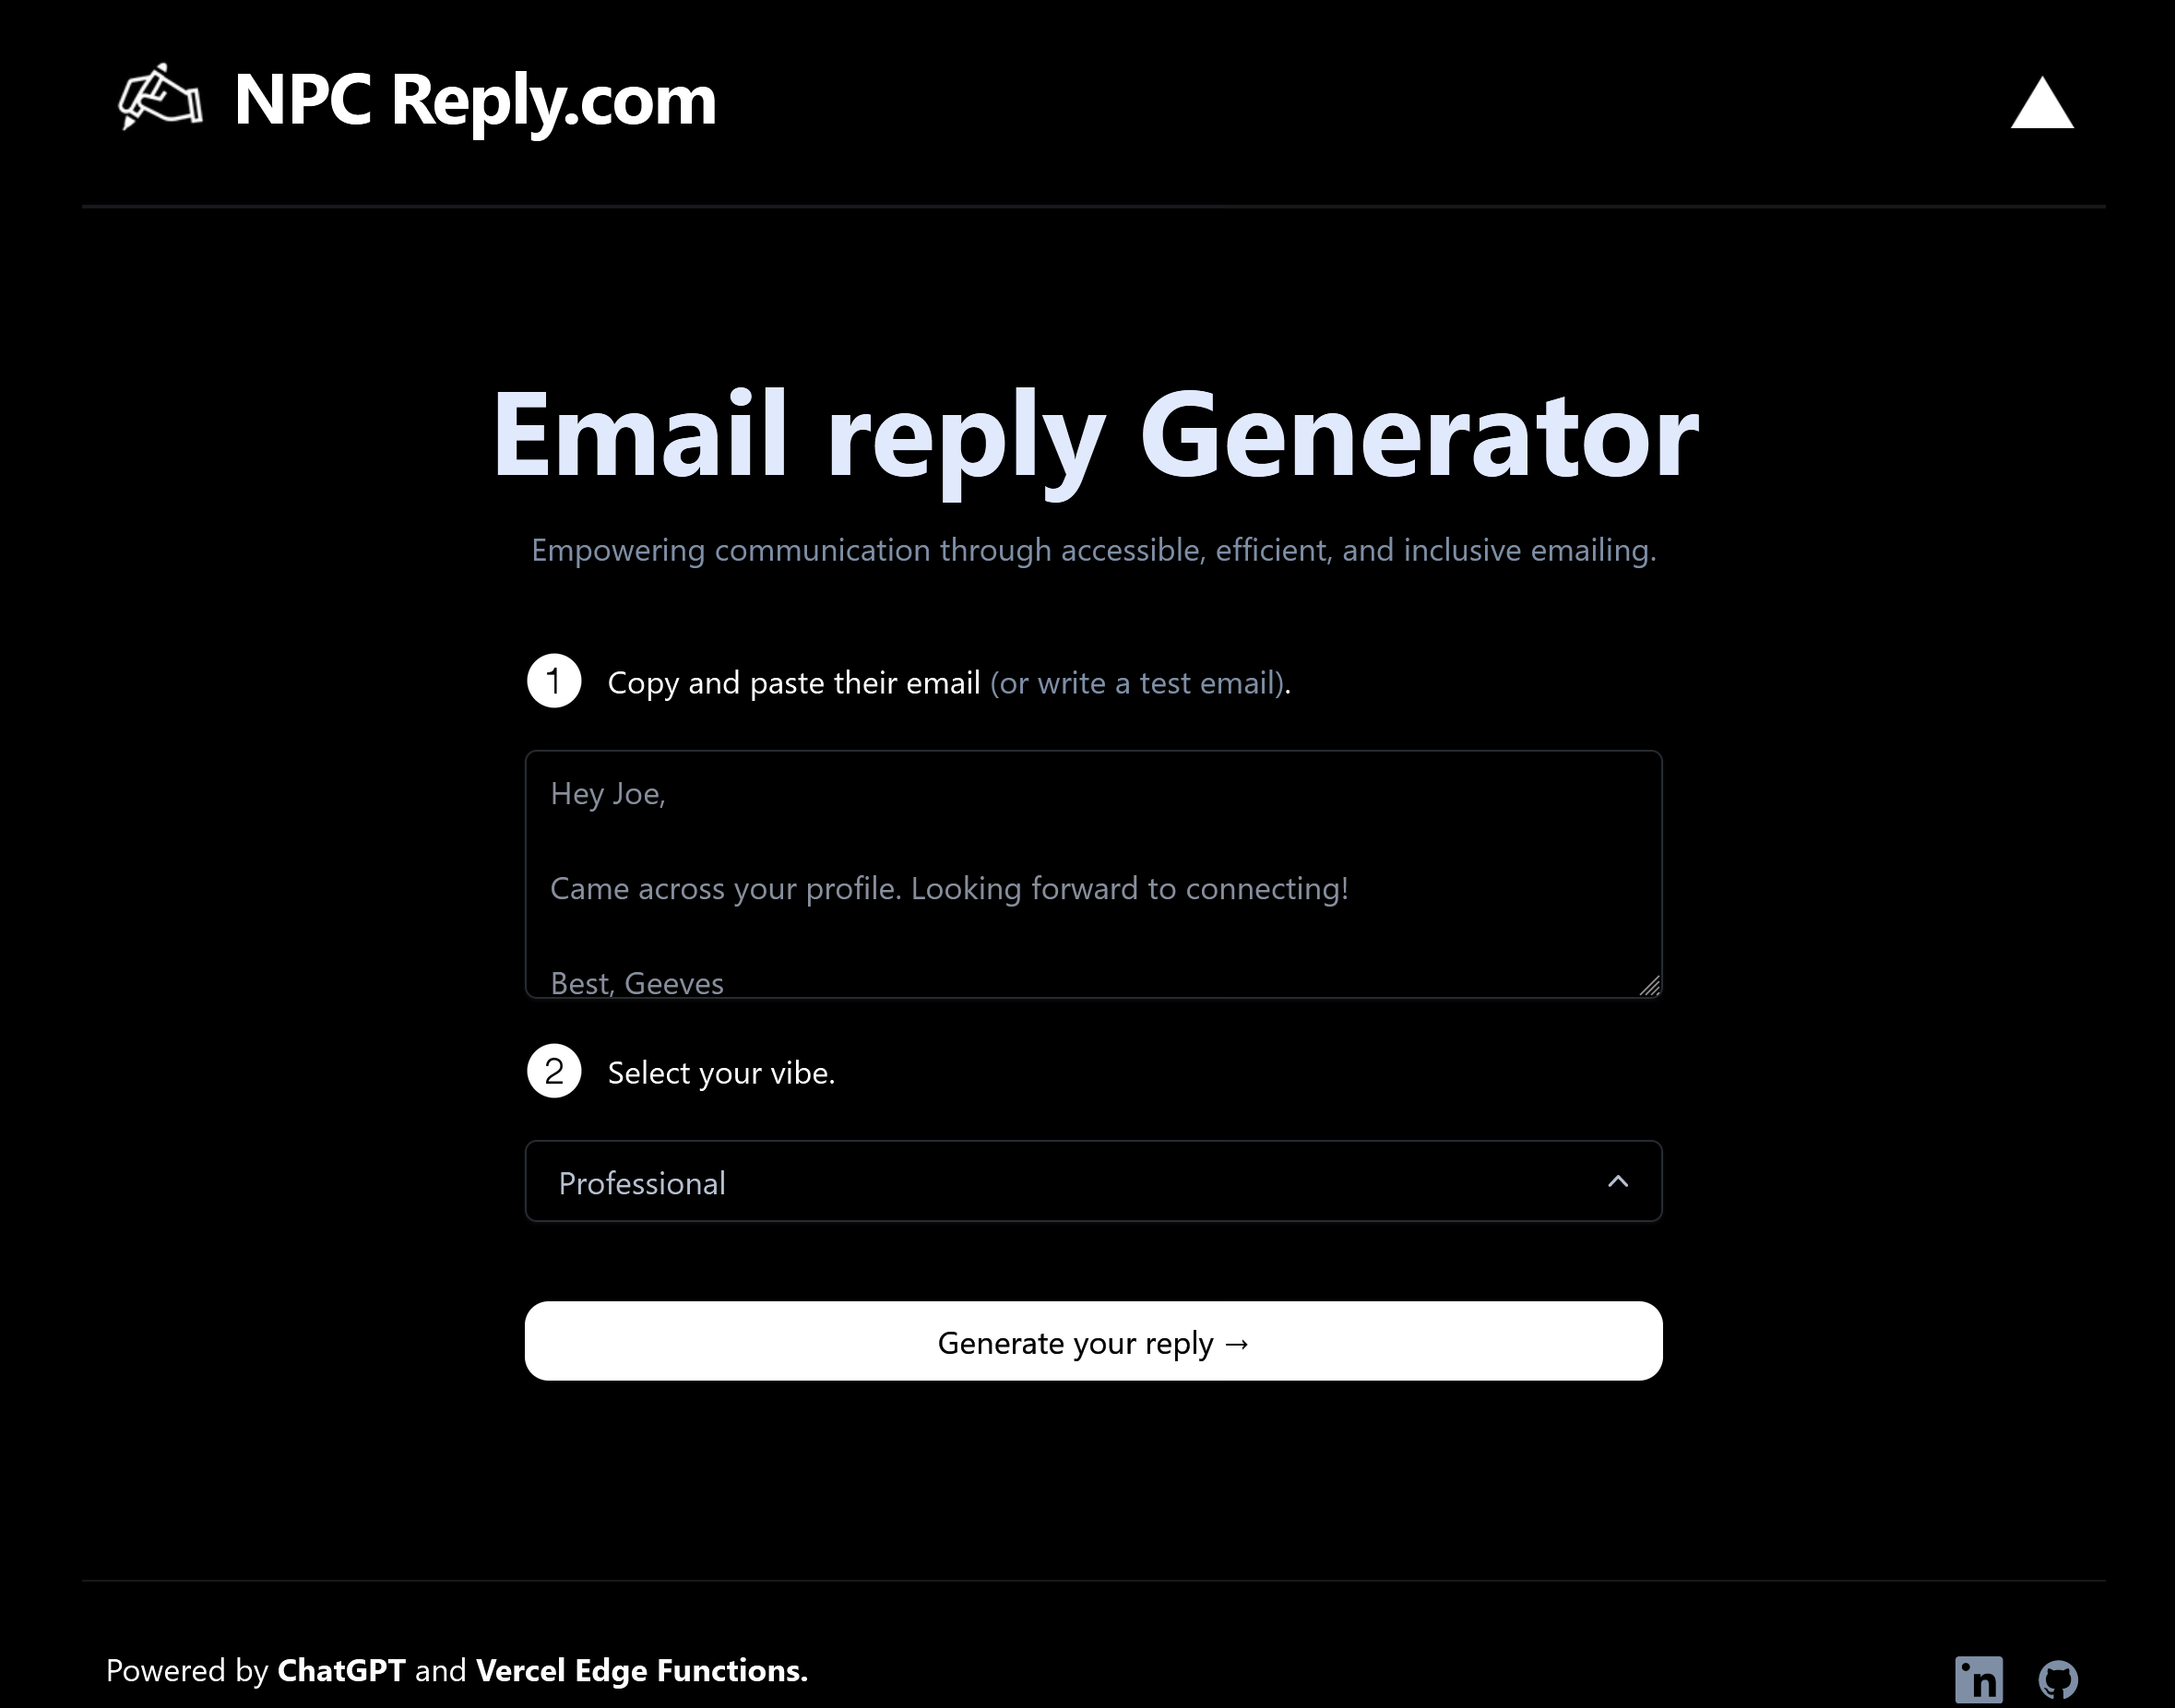 NPC Reply.com
Email reply Generator
Empowering communication through accessible, efficient, and inclusive emailing.
1 Copy and paste their email (or write a test email).
Hey Joe,
Came across your profile. Looking forward to connecting!
Best, Geeves
2 Select your vibe.
Professional
Generate your reply →
Powered by ChatGPT and Vercel Edge Functions.
in